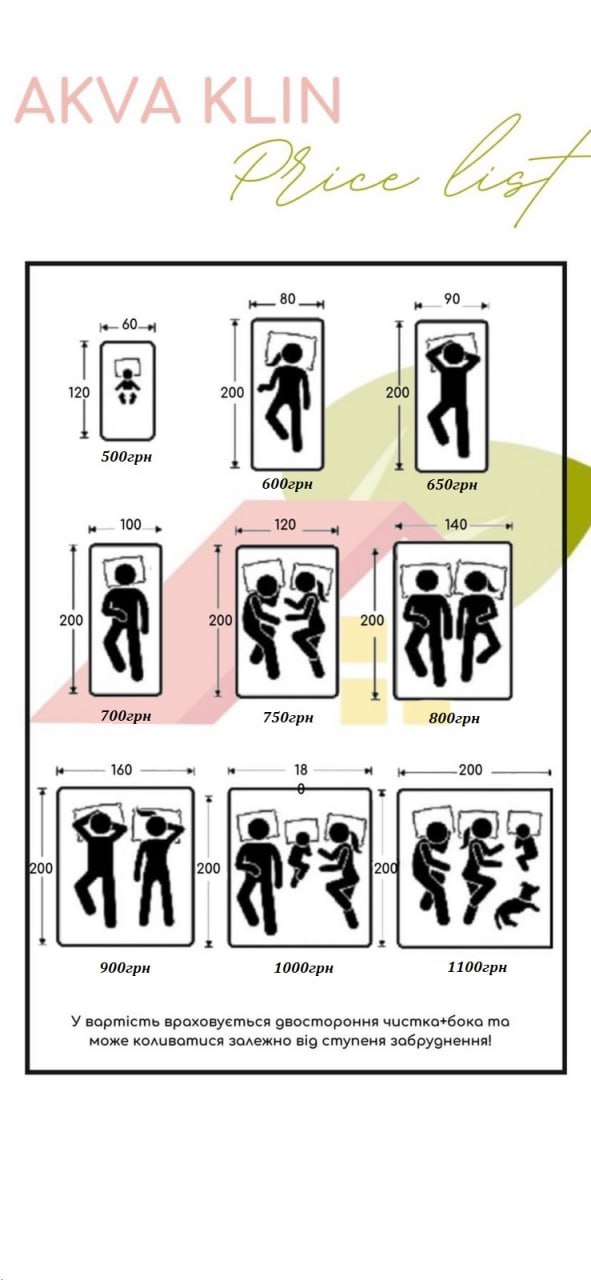 AKVA KLIN
Price list
60
80
90
120
200
200
500грн
600грн
650грн
100
120
140
200
200
200
700грн
750грн
800грн
160
18
0
200
200
200
200
900грн
1000грн
1100грн
У вартість враховується двостороння чистка+бока та
може коливатися залежно від ступеня забруднення!